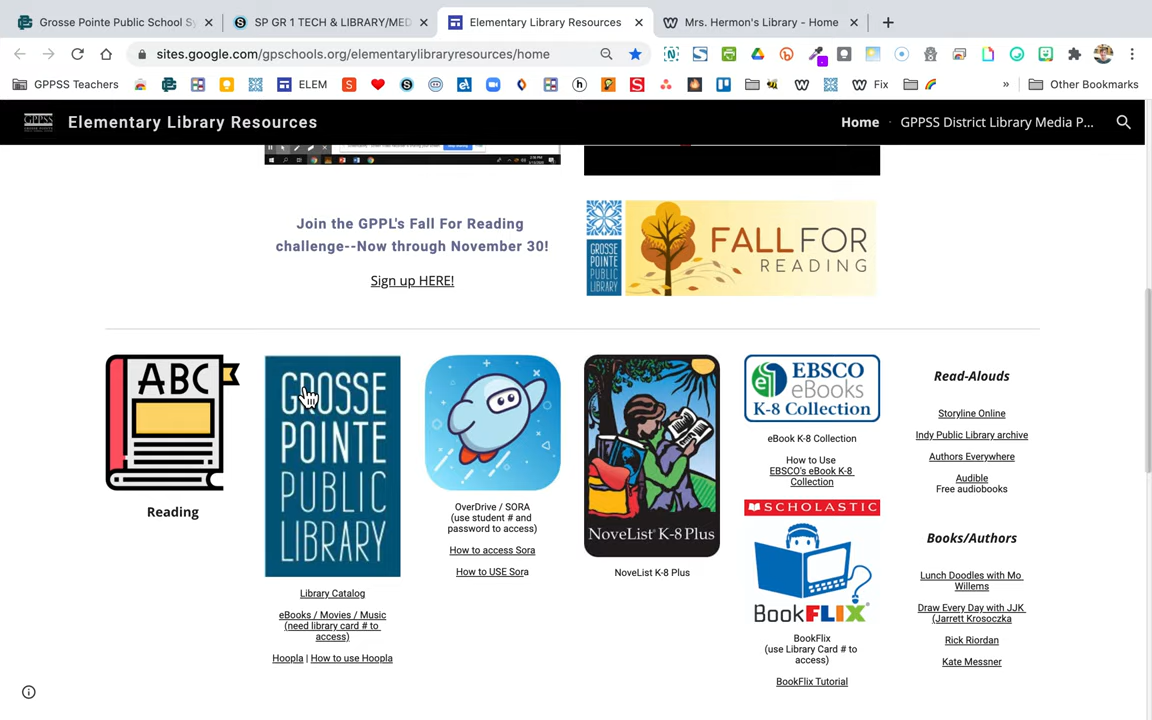 Grosse Pointe Public School Sy
SP GR 1 TECH & LIBRARY/MED
Elementary Library Resources
Mrs. Hermon's Library - Home
sites.google.com/gpschools.org/elementarylibraryresources/home
GPPSS Teachers
ELEM
Fix
Other Bookmarks
GPPSS
Elementary Library Resources
Home
GPPSS District Library Media P...
Join the GPPL's Fall For Reading
challenge--Now through November 30!
Sign up HERE!
GROSSE
POINTE
PUBLIC
LIBRARY
FALL FOR
READING
ABC
Reading
GROSSE
POINTE
PUBLIC
LIBRARY
Library Catalog
eBooks / Movies / Music
(need library card # to
access)
Hoopla | How to use Hoopla
OverDrive / SORA
(use student # and
password to access)
How to access Sora
How to USE Sora
NoveList K-8 Plus
NoveList K-8 Plus
EBSCO
eBooks
K-8 Collection
eBook K-8 Collection
How to Use
EBSCO's eBook K-8
Collection
SCHOLASTIC
BookFLIX
BookFlix
(use Library Card # to
access)
BookFlix Tutorial
Read-Alouds
Storyline Online
Indy Public Library archive
Authors Everywhere
Audible
Free audiobooks
Books/Authors
Lunch Doodles with Mo
Willems
Draw Every Day with JJK
(Jarrett Krosoczka
Rick Riordan
Kate Messner